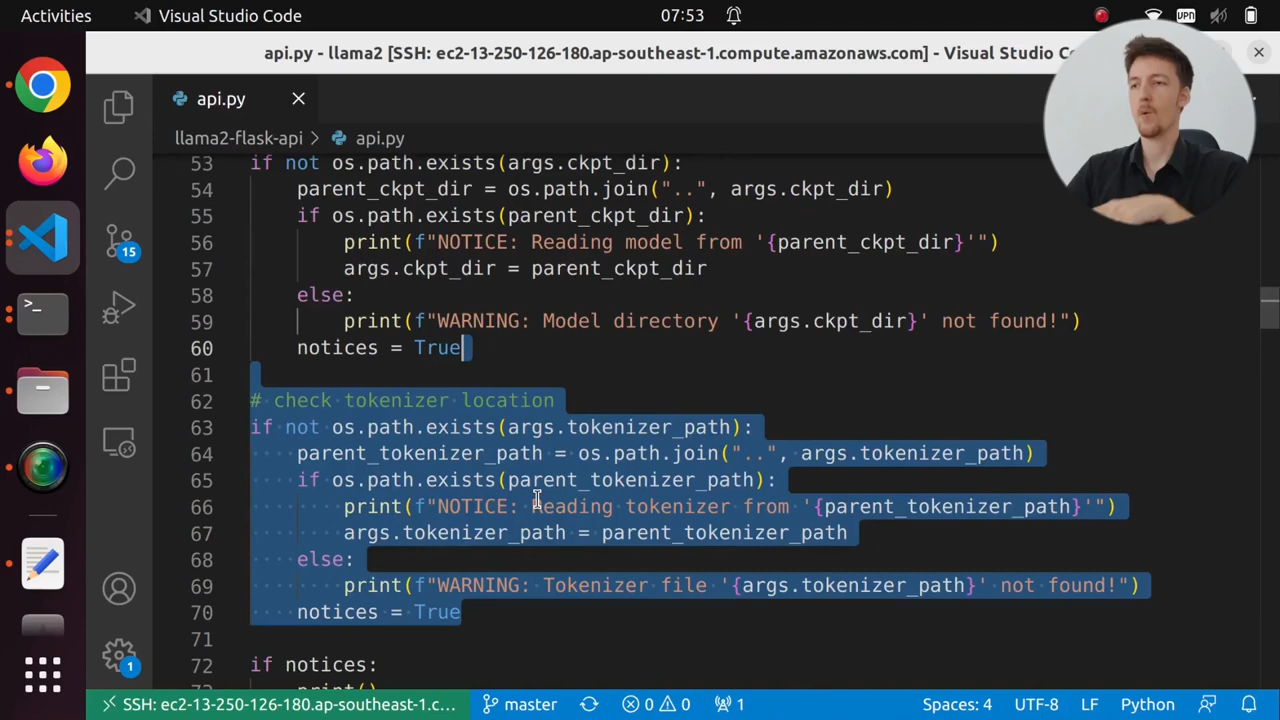 Activities
Visual Studio Code
07:53
VPN
api.py - llama2 [SSH: ec2-13-250-126-180.ap-southeast-1.compute.amazonaws.com] - Visual Studio Co
api.py
llama2-flask-api > api.py
53 if not os.path.exists(args.ckpt_dir):
54 parent_ckpt_dir = os.path.join("..", args.ckpt_dir)
55 if os.path.exists(parent_ckpt_dir):
56 print(f"NOTICE: Reading model from '{parent_ckpt_dir}'")
57 args.ckpt_dir = parent_ckpt_dir
58 else:
59 print(f"WARNING: Model directory '{args.ckpt_dir}' not found!")
60 notices = True
61
62 # check tokenizer location
63 if not os.path.exists(args.tokenizer_path):
64 parent_tokenizer_path = os.path.join("..", args.tokenizer_path)
65 if os.path.exists(parent_tokenizer_path):
66 print(f"NOTICE: Reading tokenizer from '{parent_tokenizer_path}'")
67 args.tokenizer_path = parent_tokenizer_path
68 else:
69 print(f"WARNING: Tokenizer file '{args.tokenizer_path}' not found!")
70 notices = True
71
72 if notices:
print()
15
1
SSH: ec2-13-250-126-180.ap-southeast-1.c...
master
0 0
1
Spaces: 4
UTF-8
LF
Python